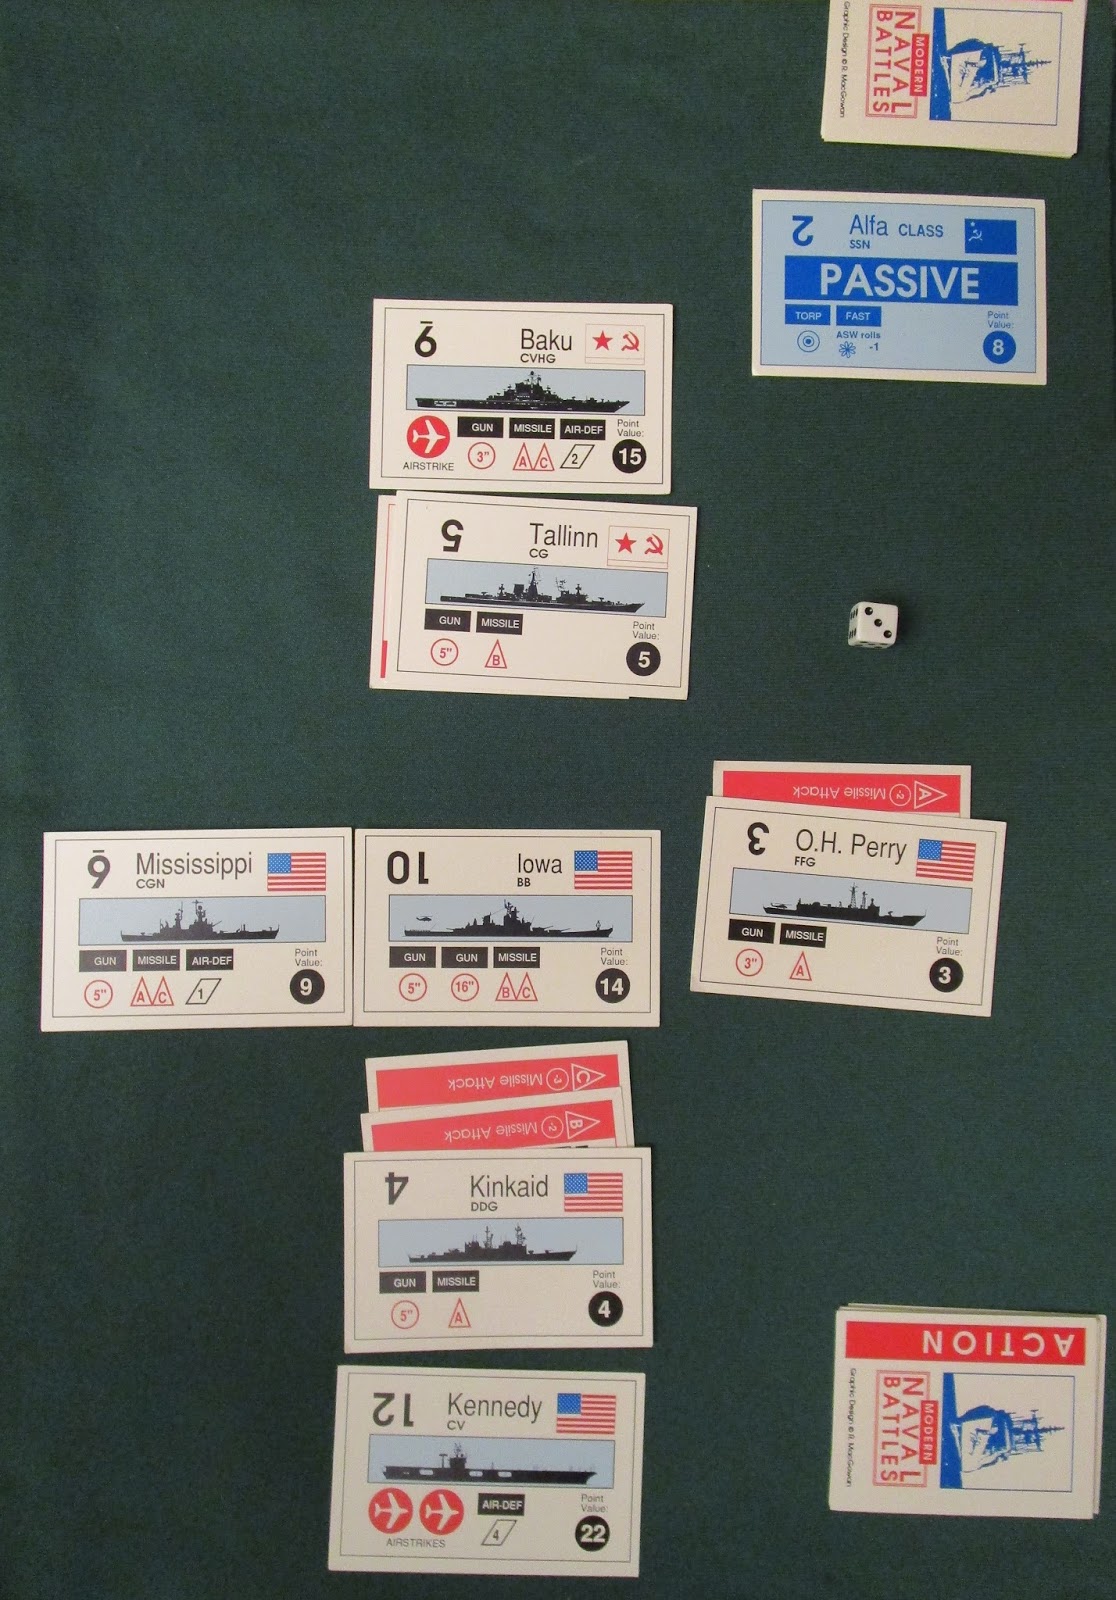 MODERN
NAVAL
BATTLES
Graphic Design © R. MacGowan
2 Alfa CLASS
SSN
PASSIVE
TORP FAST
ASW rolls
-1
Point
Value:
8
6 Baku
CVHG
GUN MISSILE AIR-DEF
Point
Value:
AIRSTRIKE 3" A C 2 15
5 Tallinn
CG
GUN MISSILE
Point
Value:
5" B 5
A ? Missile Attack
6 Mississippi
CGN
GUN MISSILE AIR-DEF
Point
Value:
5" A C 1 9
10 Iowa
BB
GUN GUN MISSILE
Point
Value:
5" 16" B C 14
3 O.H. Perry
FFG
GUN MISSILE
Point
Value:
3" A 3
C ? Missile Attack
B ? Missile Attack
4 Kinkaid
DDG
GUN MISSILE
Point
Value:
5" A 4
12 Kennedy
CV
AIR-DEF
Point
Value:
AIRSTRIKES 4 22
ACTION
MODERN
NAVAL
BATTLES
Graphic Design © R. MacGowan